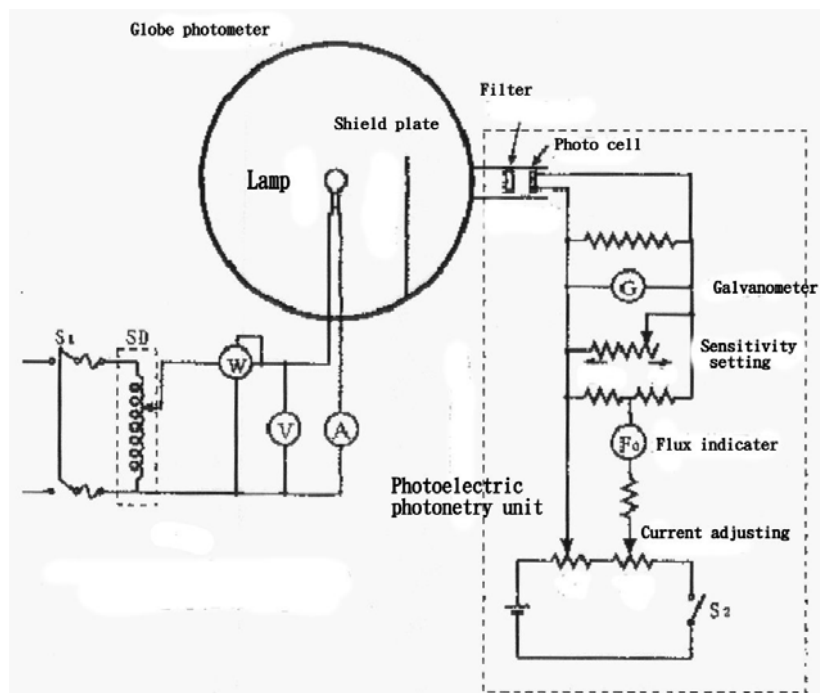 Globe photometer
Filter
Shield plate
Photo cell
Lamp
G
Galvanometer
S1
SD
W
Sensitivity
setting
V
A
F0
Flux indicater
Photoelectric
photonetry unit
Current adjusting
S2